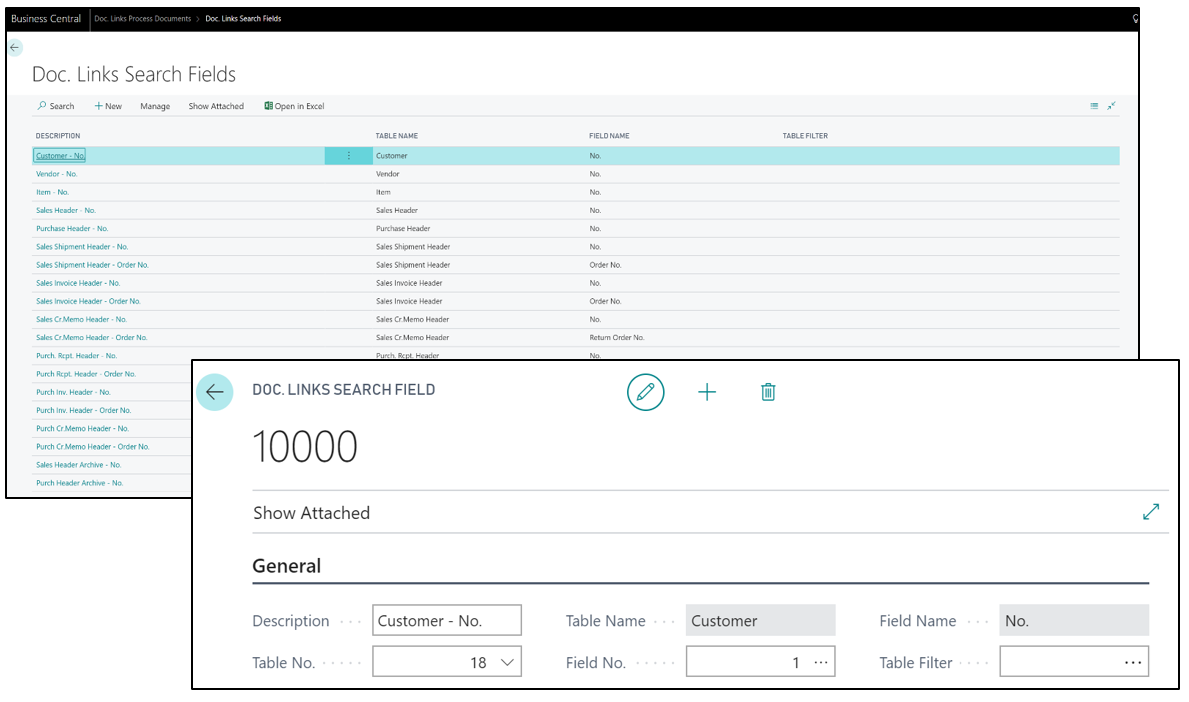 Business Central Doc. Links Process Documents > Doc. Links Search Fields
Doc. Links Search Fields
Search New Manage Show Attached Open in Excel
DESCRIPTION TABLE NAME FIELD NAME TABLE FILTER
Customer - No. Customer No.
Vendor - No. Vendor No.
Item - No. Item No.
Sales Header - No. Sales Header No.
Purchase Header - No. Purchase Header No.
Sales Shipment Header - No. Sales Shipment Header No.
Sales Shipment Header - Order No. Sales Shipment Header Order No.
Sales Invoice Header - No. Sales Invoice Header No.
Sales Invoice Header - Order No. Sales Invoice Header Order No.
Sales Cr.Memo Header - No. Sales Cr.Memo Header No.
Sales Cr.Memo Header - Order No. Sales Cr.Memo Header Return Order No.
Purch. Rcpt. Header - No. Purch. Rcpt. Header No.
Purch Rcpt. Header - Order No.
Purch Inv. Header - No.
Purch Inv. Header - Order No.
Purch Cr.Memo Header - No.
Purch Cr.Memo Header - Order No.
Sales Header Archive - No.
Purch Header Archive - No.
DOC. LINKS SEARCH FIELD
10000
Show Attached
General
Description Customer - No. Table Name Customer Field Name No.
Table No. 18 Field No. 1 Table Filter